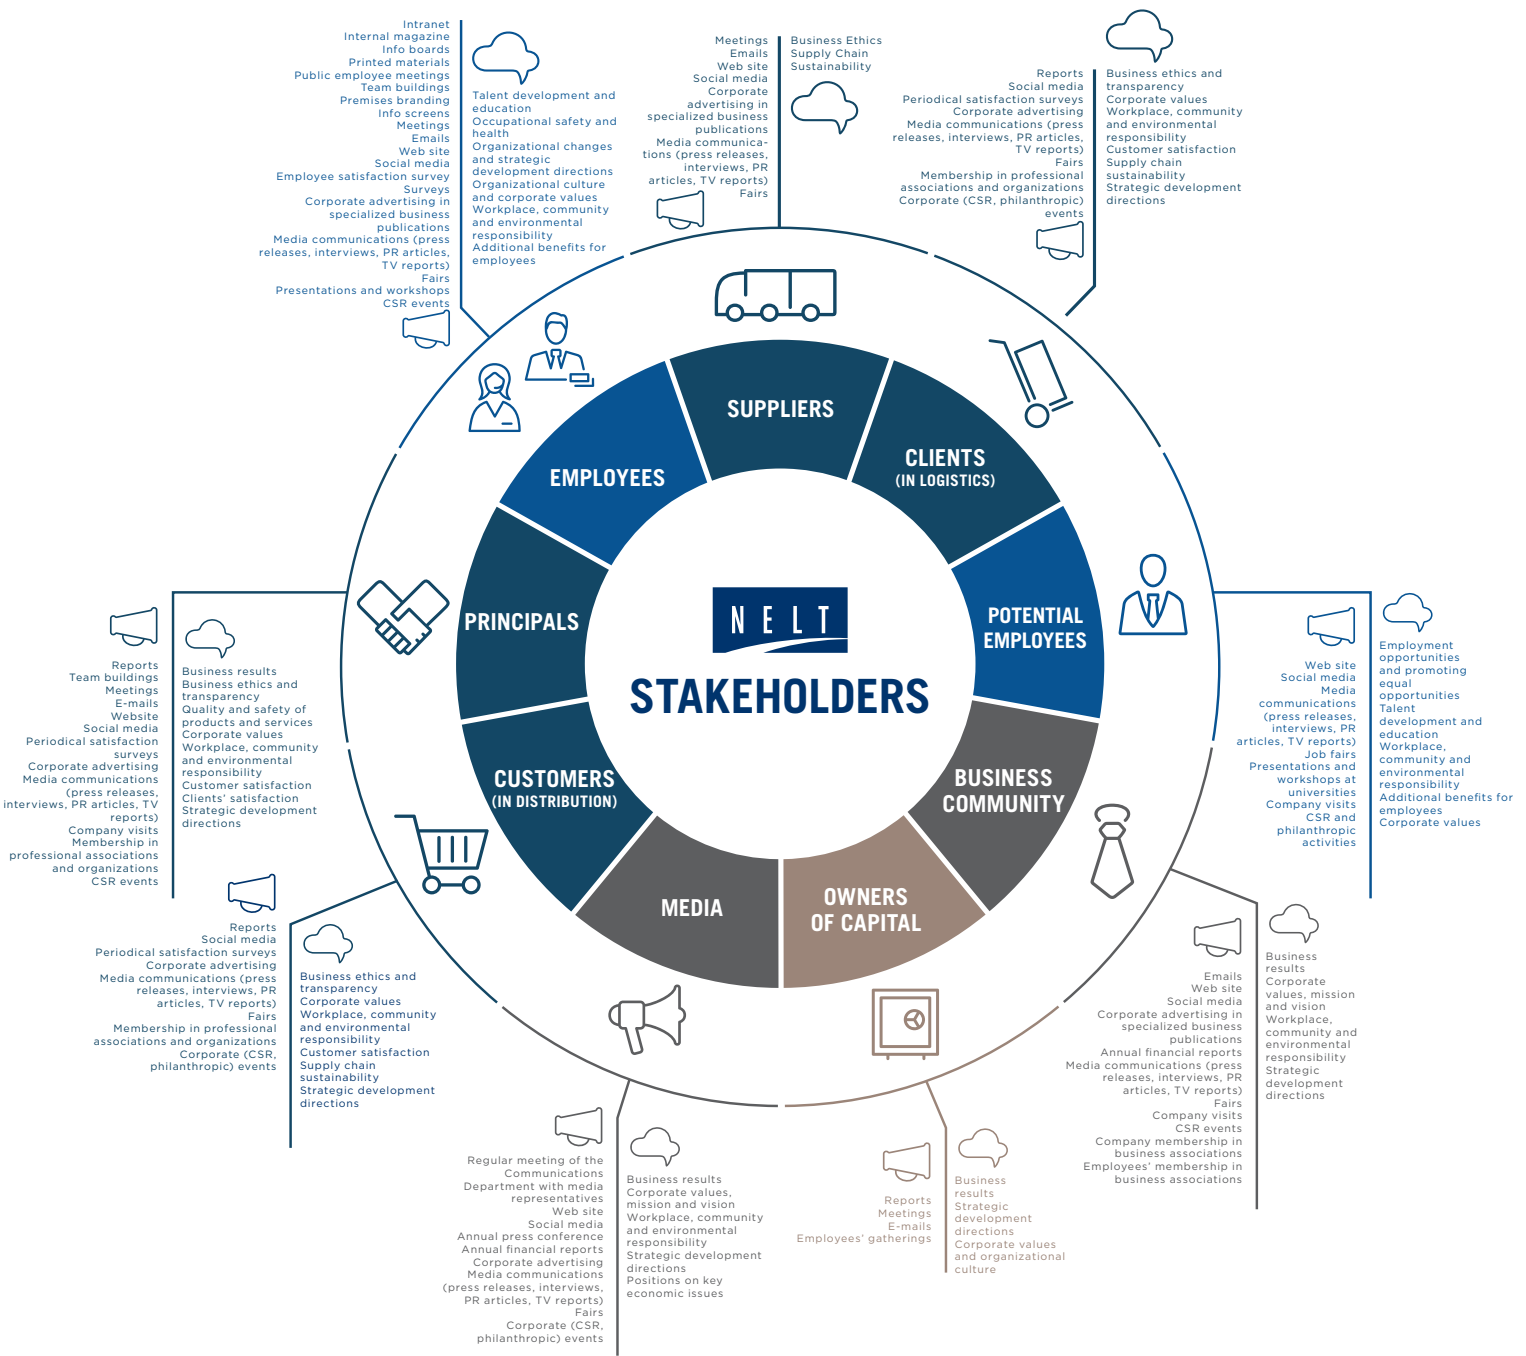 Intranet
Internal magazine
Info boards
Printed materials
Public employee meetings
Team buildings
Premises branding
Info screens
Meetings
Emails
Web site
Social media
Employee satisfaction survey
Surveys
Corporate advertising in
specialized business
publications
Media communications (press
releases, interviews, PR articles,
TV reports)
Fairs
Presentations and workshops
CSR events
Talent development and
education
Occupational safety and
health
Organizational changes
and strategic
development directions
Organizational culture
and corporate values
Workplace, community
and environmental
responsibility
Additional benefits for
employees
Meetings
Emails
Web site
Social media
Corporate
advertising in
specialized business
publications
Media communica-
tions (press releases,
interviews, PR
articles, TV reports)
Fairs
Business Ethics
Supply Chain
Sustainability
Reports
Social media
Periodical satisfaction surveys
Corporate advertising
Media communications (press
releases, interviews, PR articles,
TV reports)
Fairs
Membership in professional
associations and organizations
Corporate (CSR, philanthropic)
events
Business ethics and
transparency
Corporate values
Workplace, community
and environmental
responsibility
Customer satisfaction
Supply chain
sustainability
Strategic development
directions
SUPPLIERS
CLIENTS
(IN LOGISTICS)
EMPLOYEES
POTENTIAL
EMPLOYEES
PRINCIPALS
NELT
STAKEHOLDERS
CUSTOMERS
(IN DISTRIBUTION)
BUSINESS
COMMUNITY
MEDIA
OWNERS
OF CAPITAL
Reports
Team buildings
Meetings
E-mails
Website
Social media
Periodical satisfaction
surveys
Corporate advertising
Media communications
(press releases,
interviews, PR articles, TV
reports)
Company visits
Membership in
professional associations
and organizations
CSR events
Business results
Business ethics and
transparency
Quality and safety of
products and services
Corporate values
Workplace, community
and environmental
responsibility
Customer satisfaction
Clients' satisfaction
Strategic development
directions
Web site
Social media
Media
communications
(press releases,
interviews, PR
articles, TV reports)
Job fairs
Presentations and
workshops at
universities
Company visits
CSR and
philanthropic
activities
Employment
opportunities
and promoting
equal
opportunities
Talent
development and
education
Workplace,
community and
environmental
responsibility
Additional benefits for
employees
Corporate values
Reports
Social media
Periodical satisfaction surveys
Corporate advertising
Media communications (press
releases, interviews, PR
articles, TV reports)
Fairs
Membership in professional
associations and organizations
Corporate (CSR,
philanthropic) events
Business ethics and
transparency
Corporate values
Workplace, community
and environmental
responsibility
Customer satisfaction
Supply chain
sustainability
Strategic development
directions
Emails
Web site
Social media
Corporate advertising in
specialized business
publications
Annual financial reports
Media communications (press
releases, interviews, PR
articles, TV reports)
Fairs
Company visits
CSR events
Company membership in
business associations
Employees' membership in
business associations
Business
results
Corporate
values, mission
and vision
Workplace,
community and
environmental
responsibility
Strategic
development
directions
Regular meeting of the
Communications
Department with media
representatives
Web site
Social media
Annual press conference
Annual financial reports
Corporate advertising
Media communications
(press releases, interviews,
PR articles, TV reports)
Fairs
Corporate (CSR,
philanthropic) events
Business results
Corporate values,
mission and vision
Workplace, community
and environmental
responsibility
Strategic development
directions
Positions on key
economic issues
Reports
Meetings
E-mails
Employees' gatherings
Business
results
Strategic
development
directions
Corporate values
and organizational
culture